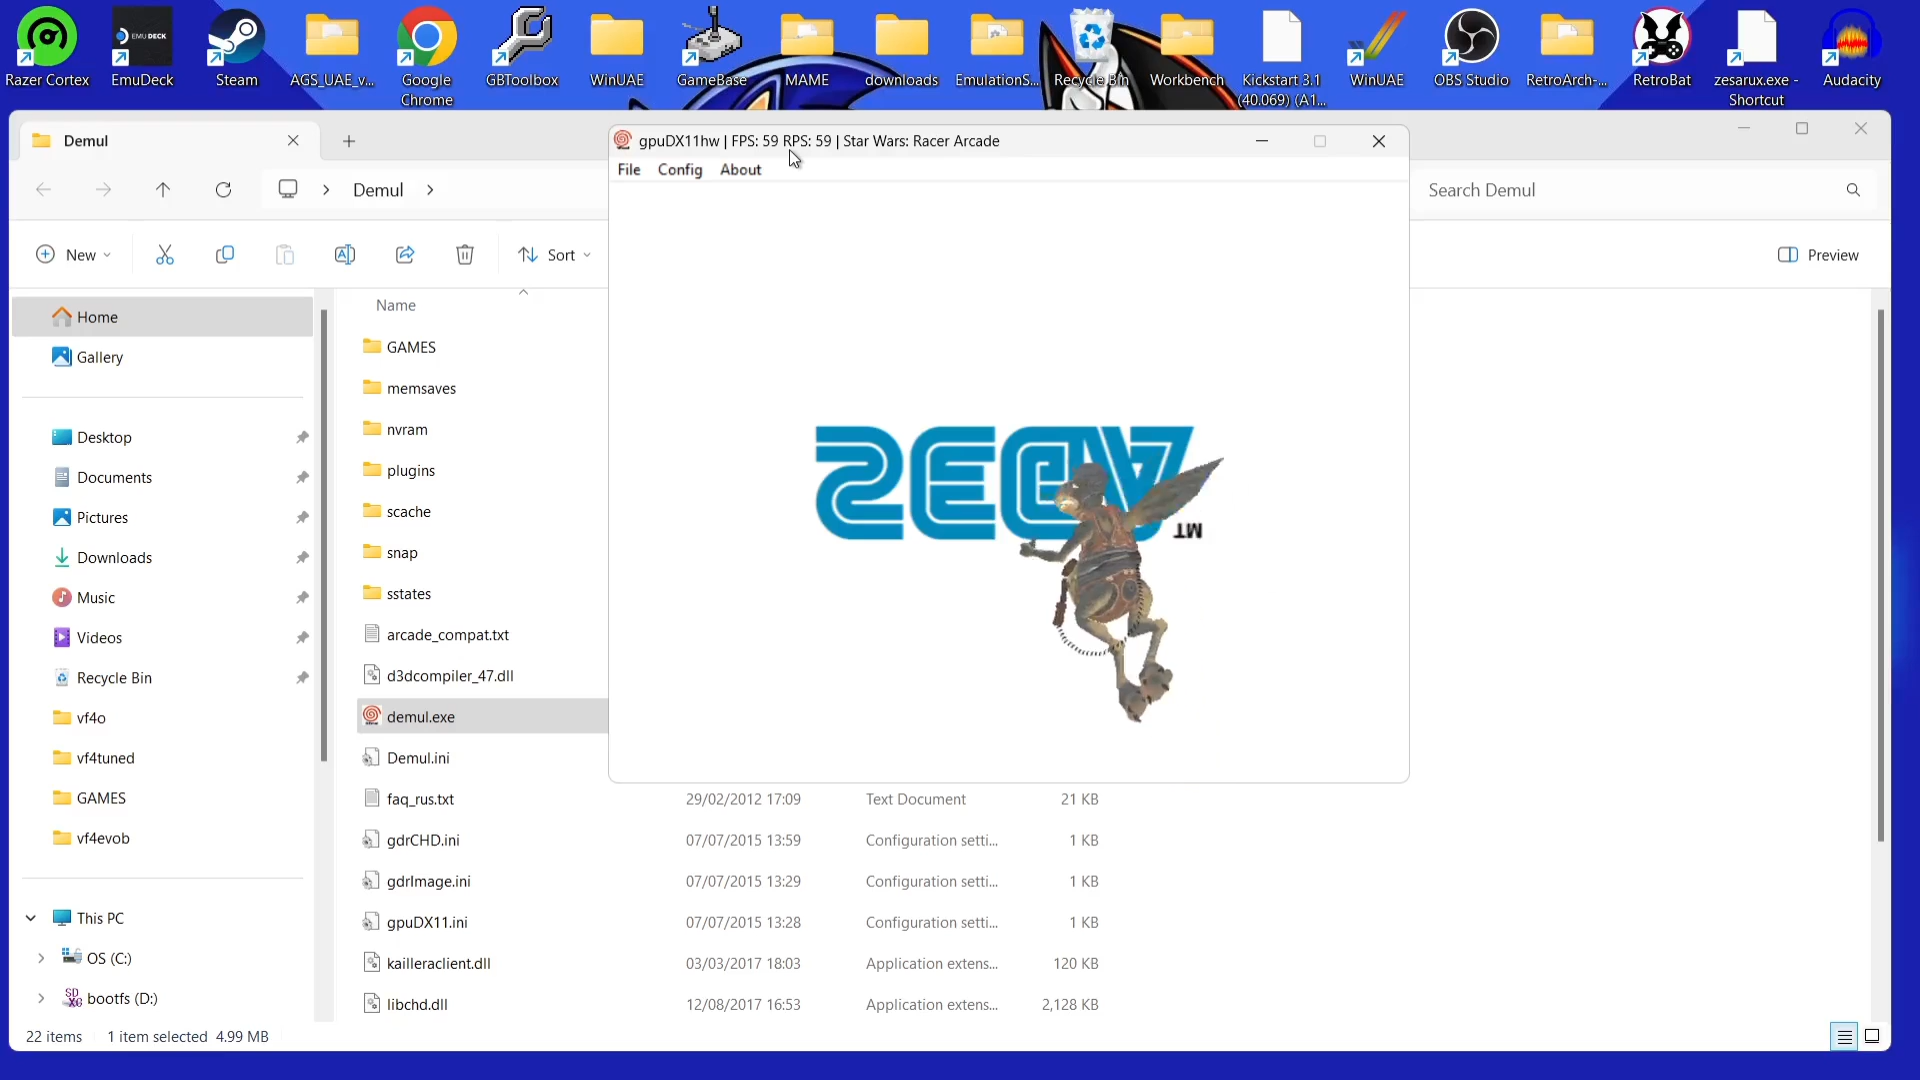 Razer Cortex
EmuDeck
Steam
AGS_UAE_v...
Google
Chrome
GBToolbox
WinUAE
GameBase
MAME
downloads
EmulationS...
Recycle Bin
Workbench
Kickstart 3.1
(40.069) (A1...
WinUAE
OBS Studio
RetroArch-...
RetroBat
zesarux.exe -
Shortcut
Audacity
Demul
gpuDX11hw | FPS: 59 RPS: 59 | Star Wars: Racer Arcade
File Config About
Demul
Search Demul
New
Sort
Preview
Home
Gallery
Desktop
Documents
Pictures
Downloads
Music
Videos
Recycle Bin
vf4o
vf4tuned
GAMES
vf4evob
This PC
OS (C:)
SD
XC
bootfs (D:)
Name
GAMES
memsaves
nvram
plugins
scache
snap
sstates
arcade_compat.txt
d3dcompiler_47.dll
demul.exe
Demul.ini
faq_rus.txt 29/02/2012 17:09 Text Document 21 KB
gdrCHD.ini 07/07/2015 13:59 Configuration setti... 1 KB
gdrImage.ini 07/07/2015 13:29 Configuration setti... 1 KB
gpuDX11.ini 07/07/2015 13:28 Configuration setti... 1 KB
kailleraclient.dll 03/03/2017 18:03 Application extens... 120 KB
libchd.dll 12/08/2017 16:53 Application extens... 2,128 KB
SEGA
TM
22 items 1 item selected 4.99 MB